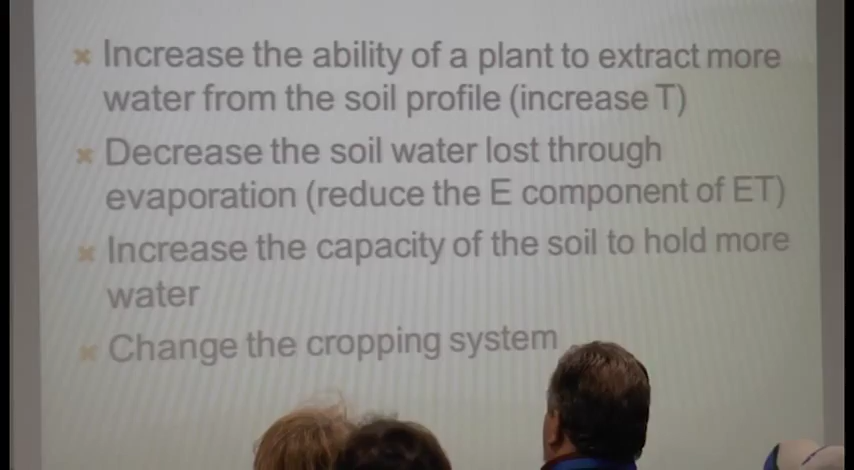 Increase the ability of a plant to extract more
water from the soil profile (increase T)
Decrease the soil water lost through
evaporation (reduce the E component of ET)
Increase the capacity of the soil to hold more
water
Change the cropping system